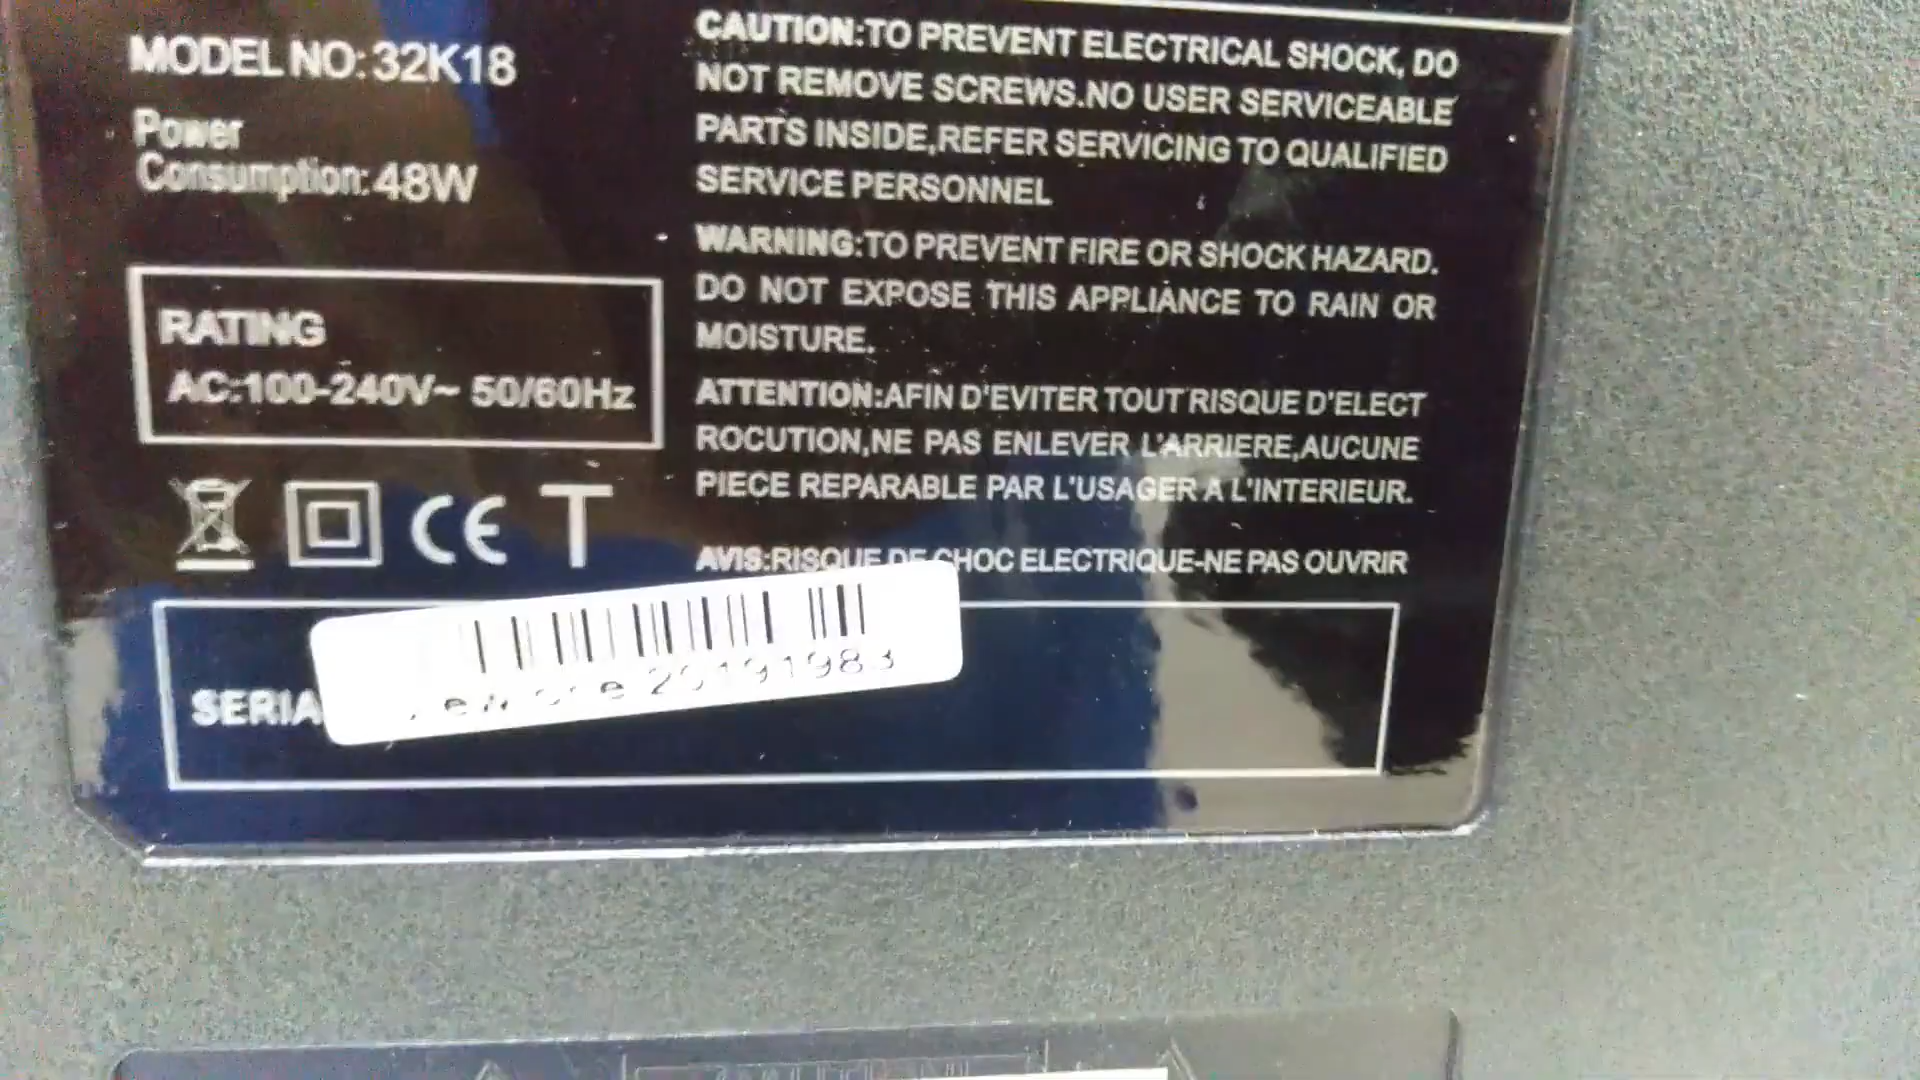 MODEL NO:32K18
Power
Consumption:48W
RATING
AC:100-240V~ 50/60Hz
CE T
CAUTION:TO PREVENT ELECTRICAL SHOCK, DO
NOT REMOVE SCREWS.NO USER SERVICEABLE
PARTS INSIDE,REFER SERVICING TO QUALIFIED
SERVICE PERSONNEL
WARNING:TO PREVENT FIRE OR SHOCK HAZARD.
DO NOT EXPOSE THIS APPLIANCE TO RAIN OR
MOISTURE.
ATTENTION:AFIN D'EVITER TOUT RISQUE D'ELECT
ROCUTION,NE PAS ENLEVER L'ARRIERE,AUCUNE
PIECE REPARABLE PAR L'USAGER A L'INTERIEUR.
AVIS:RISQUE DE CHOC ELECTRIQUE-NE PAS OUVRIR
SERIA